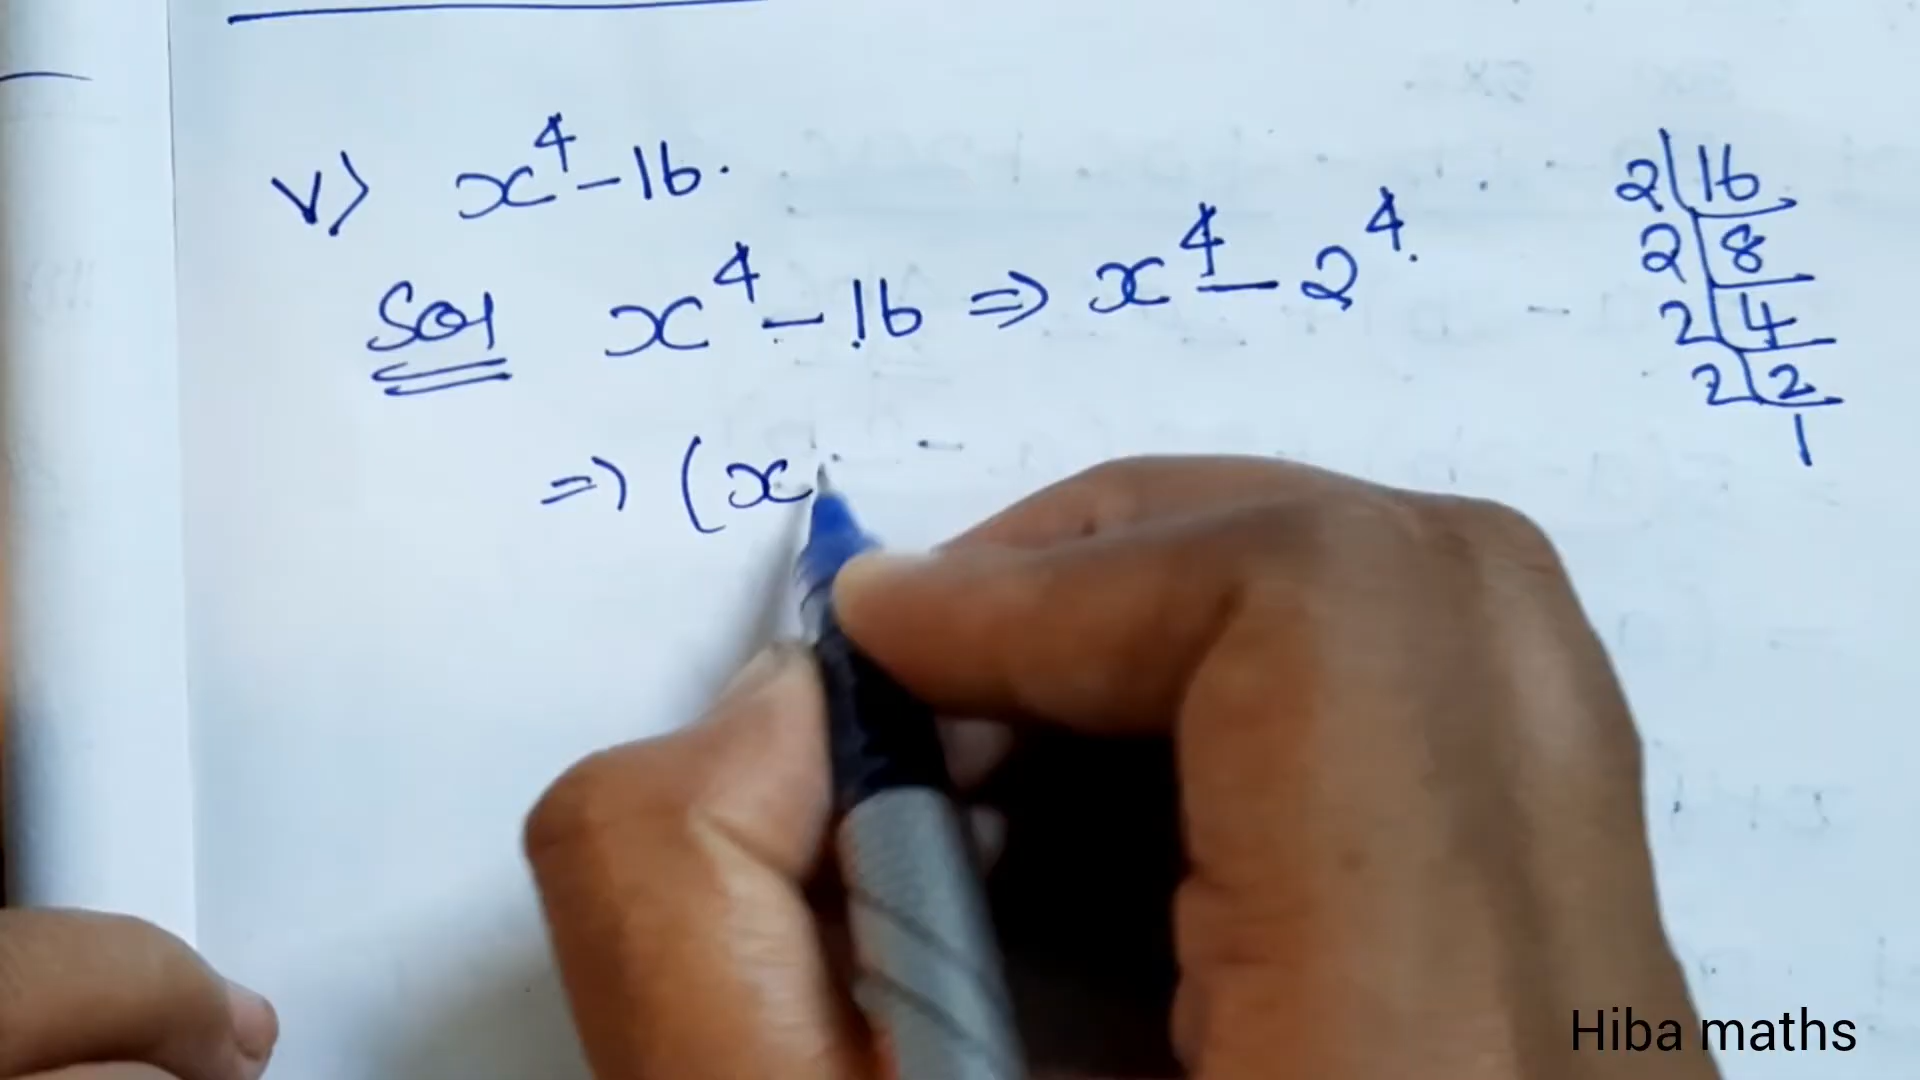 V) x⁴-16.
Sol x⁴-16 ⇒ x⁴-2⁴.
⇒ (x
2 | 16
2 | 8
2 | 4
2 | 2
1
Hiba maths